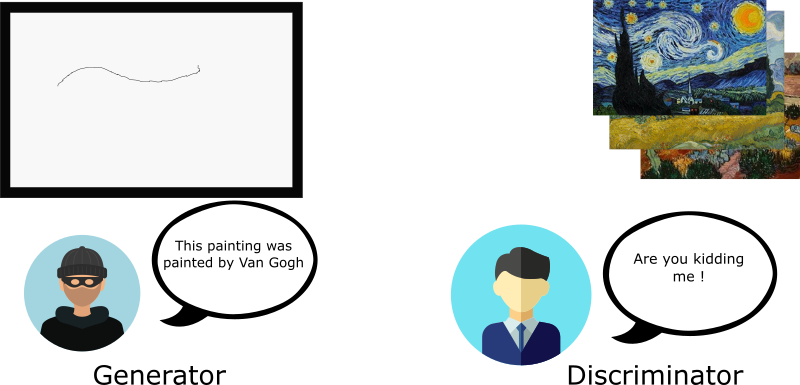 This painting was
painted by Van Gogh
Are you kidding
me !
Generator
Discriminator